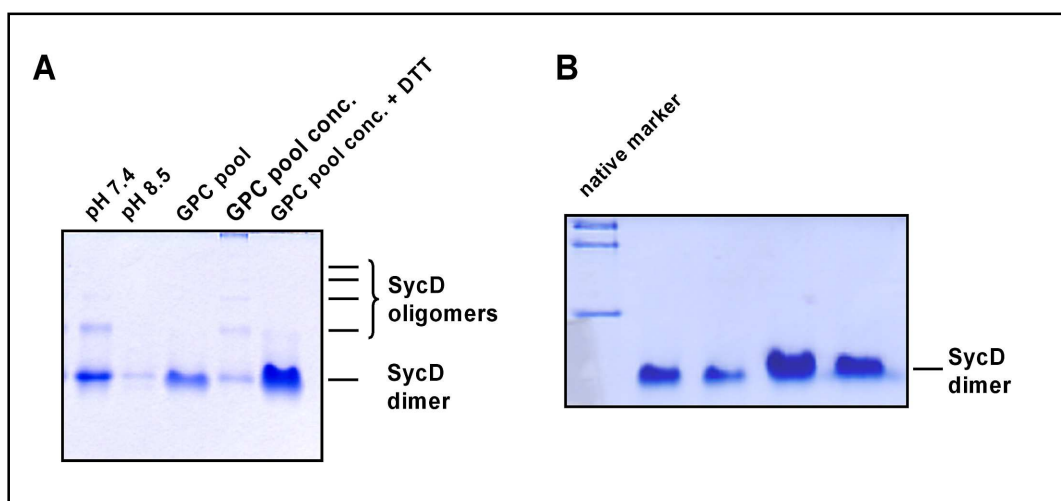 A
pH 7.4
pH 8.5
GPC pool
GPC pool conc.
GPC pool conc. + DTT
SycD
oligomers
SycD
dimer
B
native marker
SycD
dimer